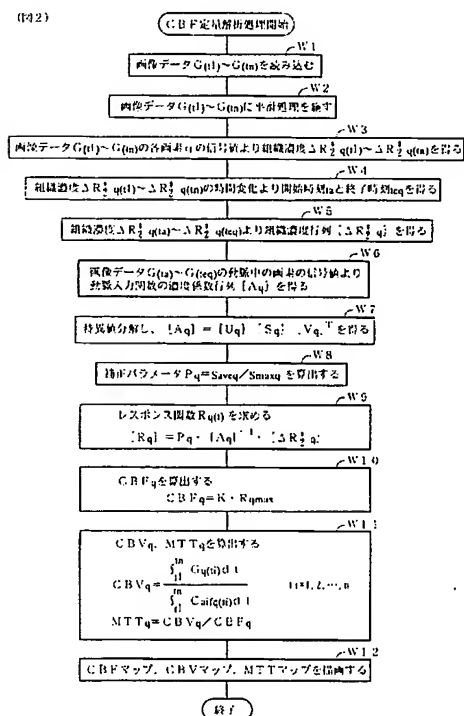 (図2)
CBF定量解析処理開始
W1
画像データG(t1)~G(tn)を読み込む
W2
画像データG(t1)~G(tn)に平滑処理を施す
W3
画像データG(t1)~G(tn)の各画素qの信号値より組織濃度ΔR2*q(t1)~ΔR2*q(tn)を得る
W4
組織濃度ΔR2*q(t1)~ΔR2*q(tn)の時間変化より開始時刻taと終了時刻teqを得る
W5
組織濃度ΔR2*q(ta)~ΔR2*q(teq)より組織濃度行列[ΔR2*q]を得る
W6
画像データG(ta)~G(teq)の動脈中の画素の信号値より
動脈入力関数の濃度係数行列[Aq]を得る
W7
特異値分解し、[Aq]=[Uq]・[Sq]・[Vq]Tを得る
W8
補正パラメータPq=Saveq/Smaxqを算出する
W9
レスポンス関数Rq(t)を求める
[Rq]=Pq・[Aq]-1・[ΔR2*q]
W10
CBFqを算出する
CBFq=K・Rqmax
W11
CBVq、MTTqを算出する
CBVq=∫t1tn Gq(ti)dt / ∫t1tn Caifq(ti)dt i=1,2,…,n
MTTq=CBVq/CBFq
W12
CBFマップ、CBVマップ、MTTマップを描画する
終了